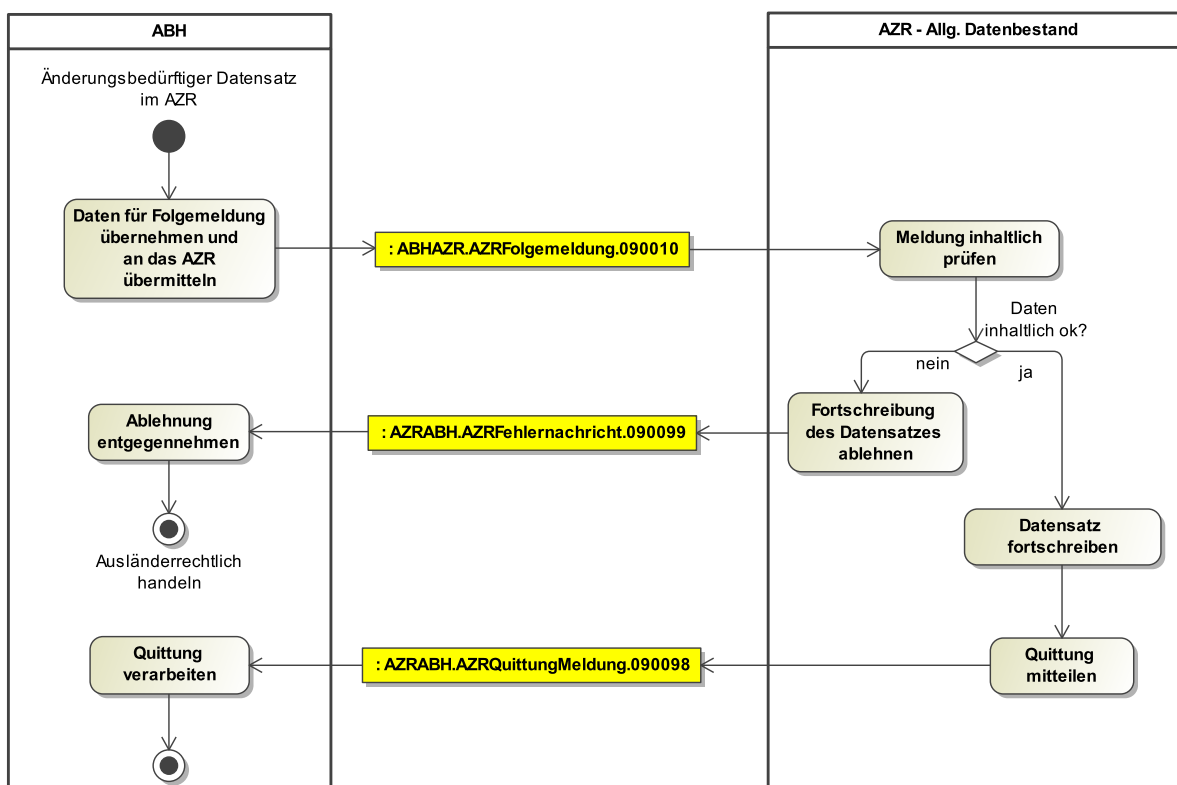 ABH
AZR - Allg. Datenbestand
Änderungsbedürftiger Datensatz
im AZR
Daten für Folgemeldung
übernehmen und
an das AZR
übermitteln
: ABHAZR.AZRFolgemeldung.090010
Meldung inhaltlich
prüfen
Daten
inhaltlich ok?
nein
ja
Fortschreibung
des Datensatzes
ablehnen
: AZRABH.AZRFehlernachricht.090099
Ablehnung
entgegennehmen
Ausländerrechtlich
handeln
Datensatz
fortschreiben
Quittung
mitteilen
: AZRABH.AZRQuittungMeldung.090098
Quittung
verarbeiten